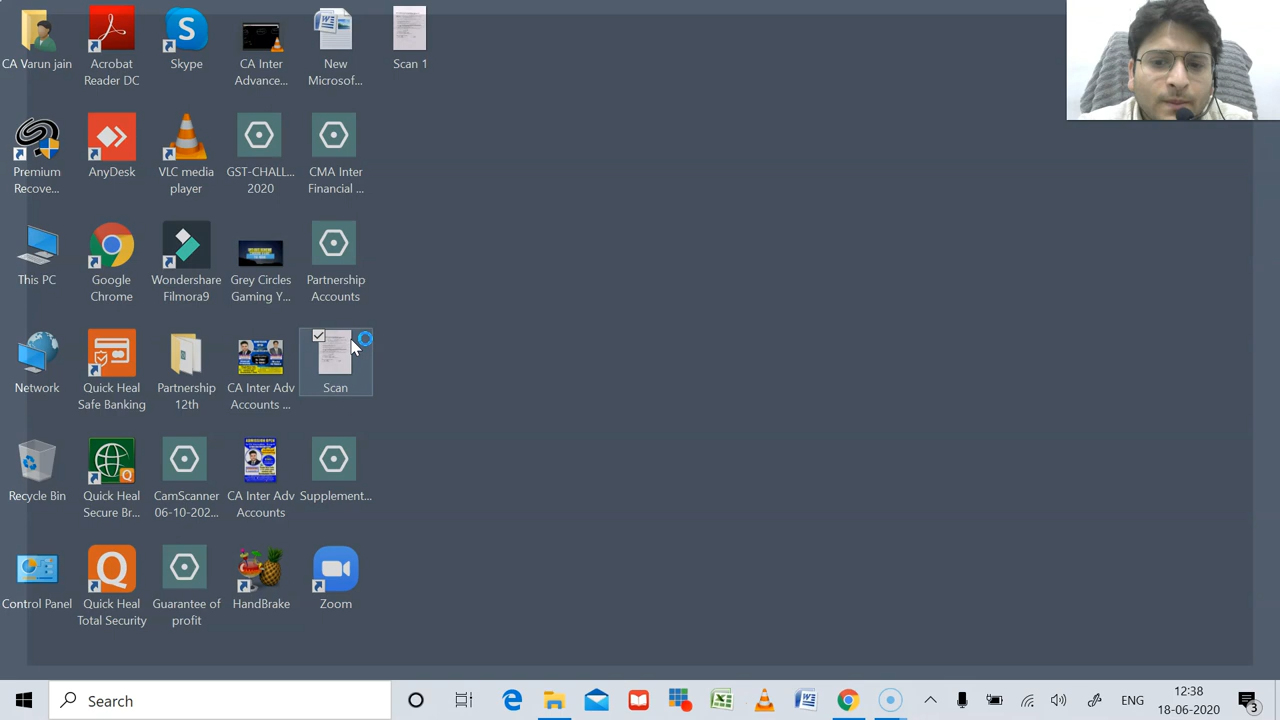 CA Varun jain
Acrobat
Reader DC
Skype
CA Inter
Advance...
New
Microsof...
Scan 1
Premium
Recove...
AnyDesk
VLC media
player
GST-CHALL...
2020
CMA Inter
Financial ...
This PC
Google
Chrome
Wondershare
Filmora9
Grey Circles
Gaming Y...
Partnership
Accounts
Network
Quick Heal
Safe Banking
Partnership
12th
CA Inter Adv
Accounts ...
Scan
Recycle Bin
Quick Heal
Secure Br...
CamScanner
06-10-202...
CA Inter Adv
Accounts
Supplement...
Control Panel
Quick Heal
Total Security
Guarantee of
profit
HandBrake
Zoom
Search
ENG
12:38
18-06-2020
3